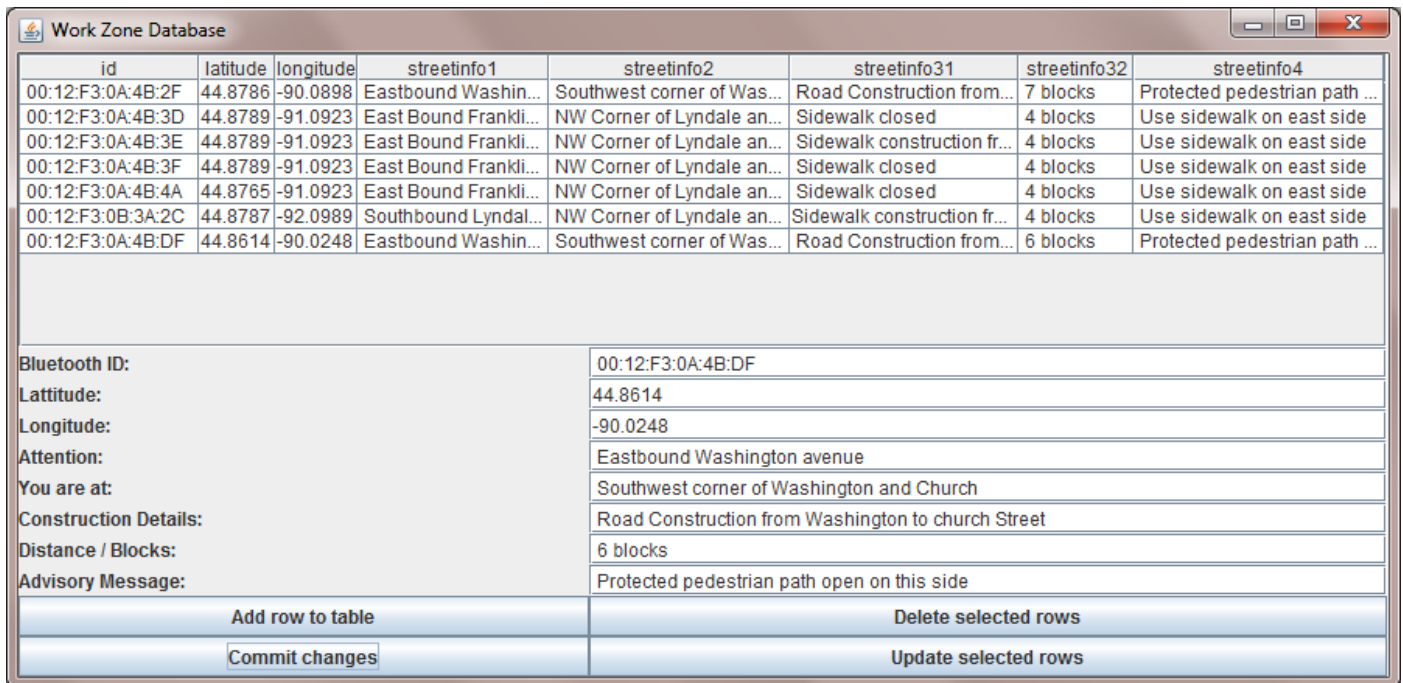 Work Zone Database
id latitude longitude streetinfo1 streetinfo2 streetinfo31 streetinfo32 streetinfo4
00:12:F3:0A:4B:2F 44.8786 -90.0898 Eastbound Washin... Southwest corner of Was... Road Construction from... 7 blocks Protected pedestrian path ...
00:12:F3:0A:4B:3D 44.8789 -91.0923 East Bound Frankli... NW Corner of Lyndale an... Sidewalk closed 4 blocks Use sidewalk on east side
00:12:F3:0A:4B:3E 44.8789 -91.0923 East Bound Frankli... NW Corner of Lyndale an... Sidewalk construction fr... 4 blocks Use sidewalk on east side
00:12:F3:0A:4B:3F 44.8789 -91.0923 East Bound Frankli... NW Corner of Lyndale an... Sidewalk closed 4 blocks Use sidewalk on east side
00:12:F3:0A:4B:4A 44.8765 -91.0923 East Bound Frankli... NW Corner of Lyndale an... Sidewalk closed 4 blocks Use sidewalk on east side
00:12:F3:0B:3A:2C 44.8787 -92.0989 Southbound Lyndal... NW Corner of Lyndale an... Sidewalk construction fr... 4 blocks Use sidewalk on east side
00:12:F3:0A:4B:DF 44.8614 -90.0248 Eastbound Washin... Southwest corner of Was... Road Construction from... 6 blocks Protected pedestrian path ...
Bluetooth ID: 00:12:F3:0A:4B:DF
Lattitude: 44.8614
Longitude: -90.0248
Attention: Eastbound Washington avenue
You are at: Southwest corner of Washington and Church
Construction Details: Road Construction from Washington to church Street
Distance / Blocks: 6 blocks
Advisory Message: Protected pedestrian path open on this side
Add row to table Delete selected rows
Commit changes Update selected rows